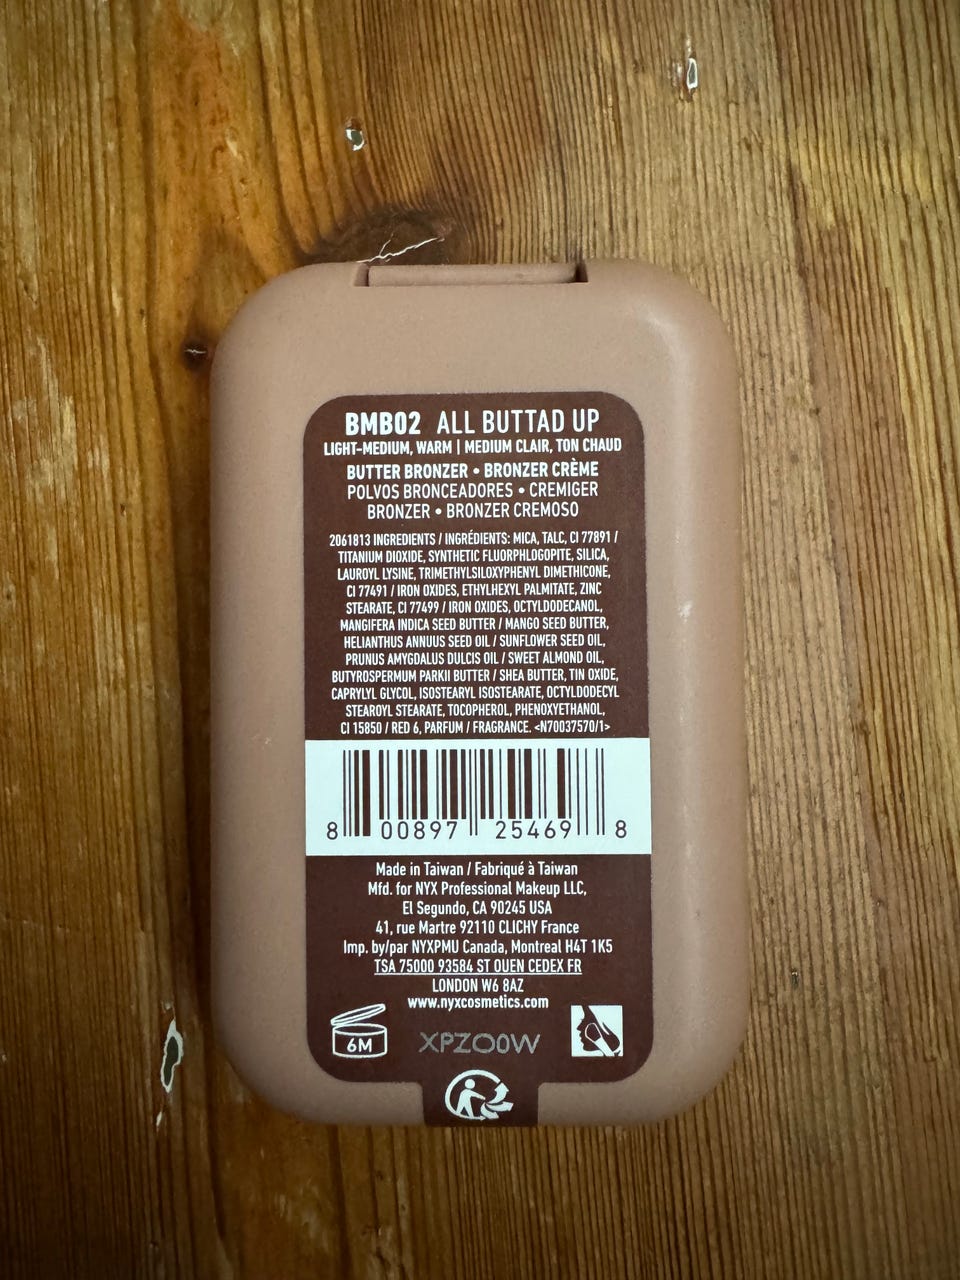 BMB02 ALL BUTTAD UP
LIGHT-MEDIUM, WARM | MEDIUM CLAIR, TON CHAUD
BUTTER BRONZER • BRONZER CRÈME
POLVOS BRONCEADORES • CREMIGER
BRONZER • BRONZER CREMOSO
2061813 INGREDIENTS / INGRÉDIENTS: MICA, TALC, CI 77891 /
TITANIUM DIOXIDE, SYNTHETIC FLUORPHLOGOPITE, SILICA,
LAUROYL LYSINE, TRIMETHYLSILOXYPHENYL DIMETHICONE,
CI 77491 / IRON OXIDES, ETHYLHEXYL PALMITATE, ZINC
STEARATE, CI 77499 / IRON OXIDES, OCTYLDODECANOL,
MANGIFERA INDICA SEED BUTTER / MANGO SEED BUTTER,
HELIANTHUS ANNUUS SEED OIL / SUNFLOWER SEED OIL,
PRUNUS AMYGDALUS DULCIS OIL / SWEET ALMOND OIL,
BUTYROSPERMUM PARKII BUTTER / SHEA BUTTER, TIN OXIDE,
CAPRYLYL GLYCOL, ISOSTEARYL ISOSTEARATE, OCTYLDODECYL
STEAROYL STEARATE, TOCOPHEROL, PHENOXYETHANOL,
CI 15850 / RED 6, PARFUM / FRAGRANCE. <N70037570/1>
8 00897 25469 8
Made in Taiwan / Fabriqué à Taiwan
Mfd. for NYX Professional Makeup LLC,
El Segundo, CA 90245 USA
41, rue Martre 92110 CLICHY France
Imp. by/par NYXPMU Canada, Montreal H4T 1K5
TSA 75000 93584 ST OUEN CEDEX FR
LONDON W6 8AZ
www.nyxcosmetics.com
6M XPZO0W